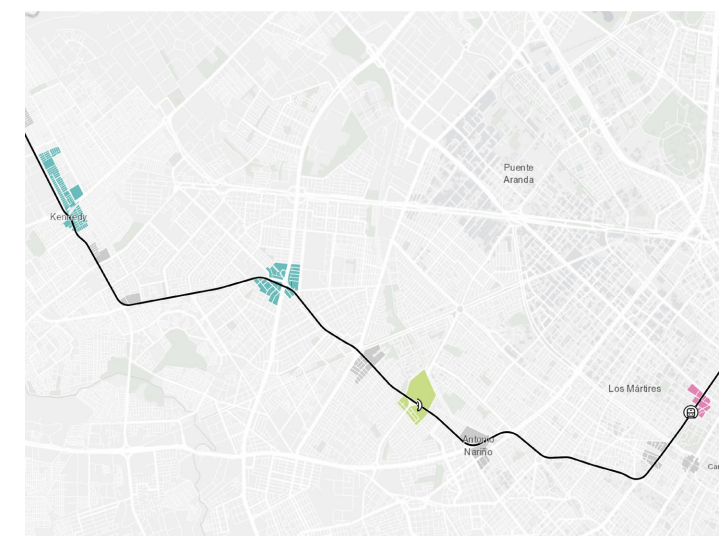 Puente
Aranda
Kennedy
Los Mártires
Antonio
Nariño